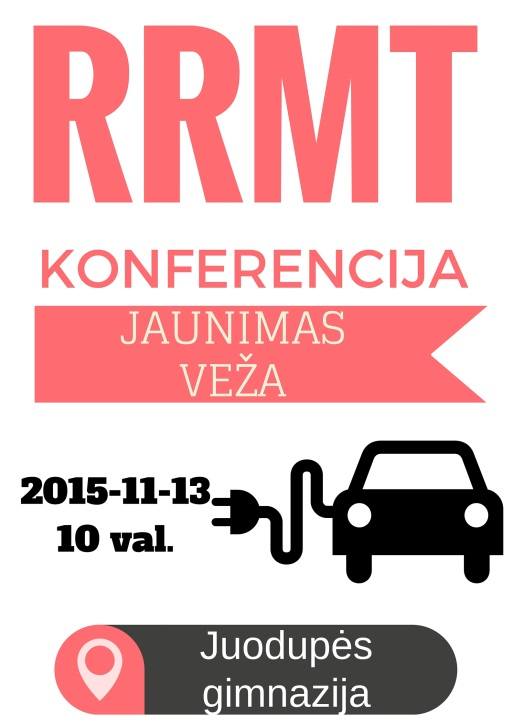 RRMT
KONFERENCIJA
JAUNIMAS
VEŽA
2015-11-13
10 val.
Juodupės
gimnazija